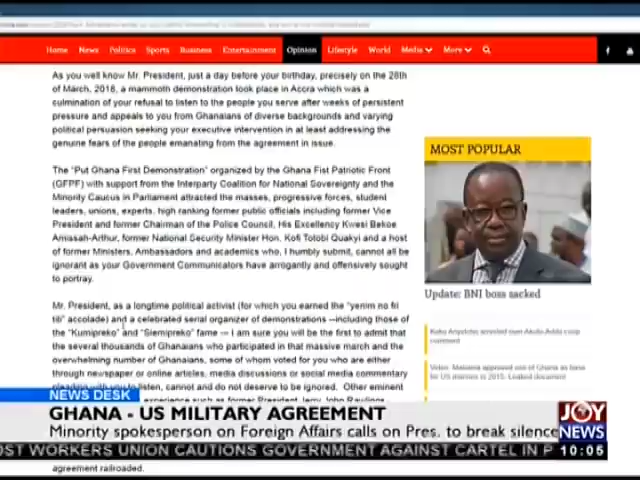 Home News Politics Sports Business Entertainment Opinion Lifestyle World Media More
As you well know Mr. President, just a day before your birthday, precisely on the 28th
of March, 2018, a mammoth demonstration took place in Accra which was a
culmination of your refusal to listen to the people you serve after weeks of persistent
pressure and appeals to you from Ghanaians of diverse backgrounds and varying
political persuasion seeking your executive intervention in at least addressing the
genuine fears of the people emanating from the agreement in issue.
The "Put Ghana First Demonstration" organized by the Ghana Fist Patriotic Front
(GFPF) with support from the Interparty Coalition for National Sovereignty and the
Minority Caucus in Parliament attracted the masses, progressive forces, student
leaders, unions, experts, high ranking former public officials including former Vice
President and former Chairman of the Police Council, His Excellency Kwesi Bekoe
Amissah-Arthur, former National Security Minister Hon. Kofi Totobi Quakyi and a host
of former Ministers, Ambassadors and academics who, I humbly submit, cannot all be
ignorant as your Government Communicators have arrogantly and offensively sought
to portray.
Mr. President, as a longtime political activist (for which you earned the "yenim no fri
titi" accolade) and a celebrated serial organizer of demonstrations --including those of
the "Kumipreko" and "Siemipreko" fame --- I am sure you will be the first to admit that
the several thousands of Ghanaians who participated in that massive march and the
overwhelming number of Ghanaians, some of whom voted for you who are either
through newspaper or online articles, media discussions or social media commentary
pleading with you to listen, cannot and do not deserve to be ignored. Other eminent
experience such as former President Jerry John Rawlings
agreement railroaded.
MOST POPULAR
Update: BNI boss sacked
NEWS DESK
GHANA - US MILITARY AGREEMENT
Minority spokesperson on Foreign Affairs calls on Pres. to break silence
JOY
NEWS
OST WORKERS UNION CAUTIONS GOVERNMENT AGAINST CARTEL IN P
10:05